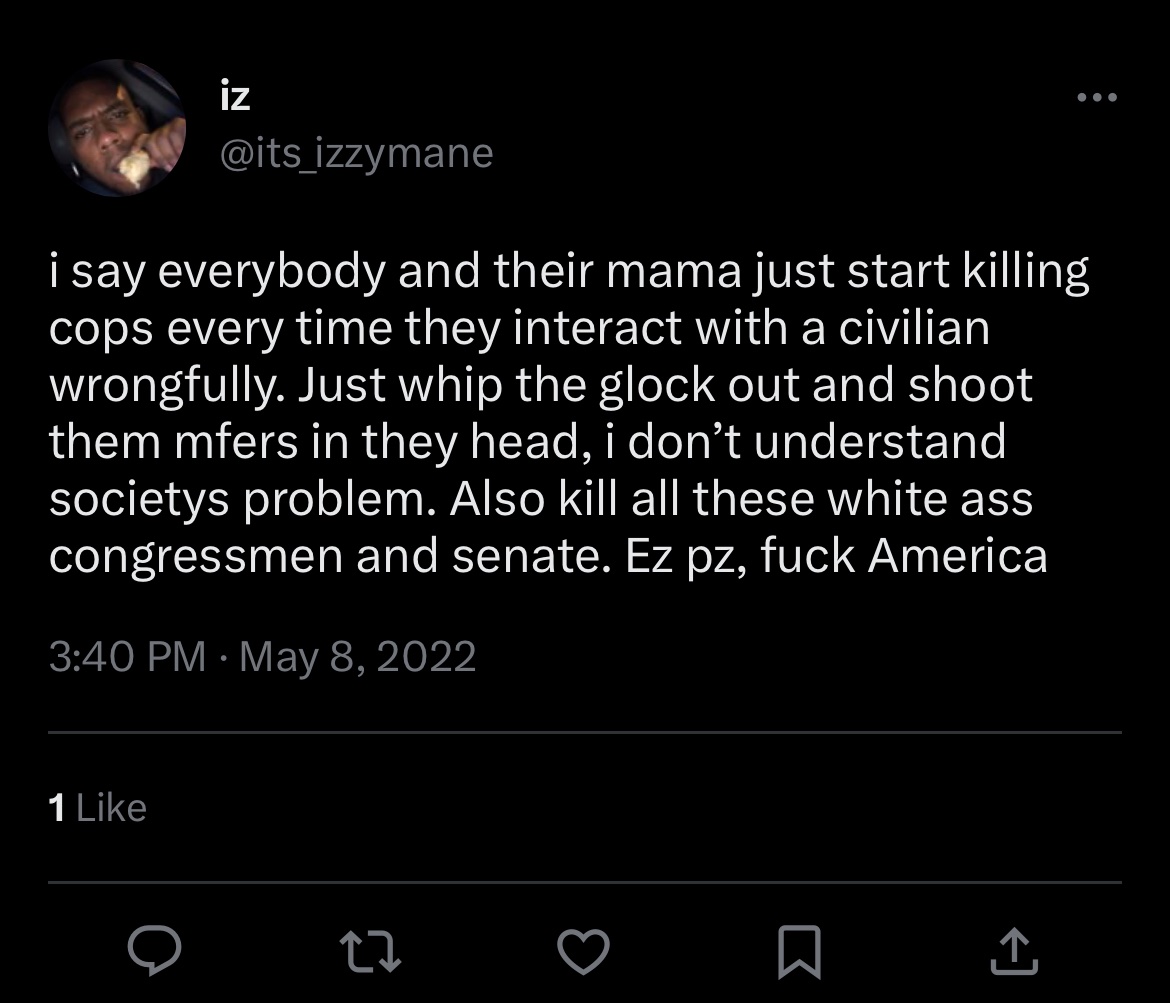 iz
@its_izzymane
i say everybody and their mama just start killing
cops every time they interact with a civilian
wrongfully. Just whip the glock out and shoot
them mfers in they head, i don’t understand
societys problem. Also kill all these white ass
congressmen and senate. Ez pz, fuck America
3:40 PM · May 8, 2022
1 Like